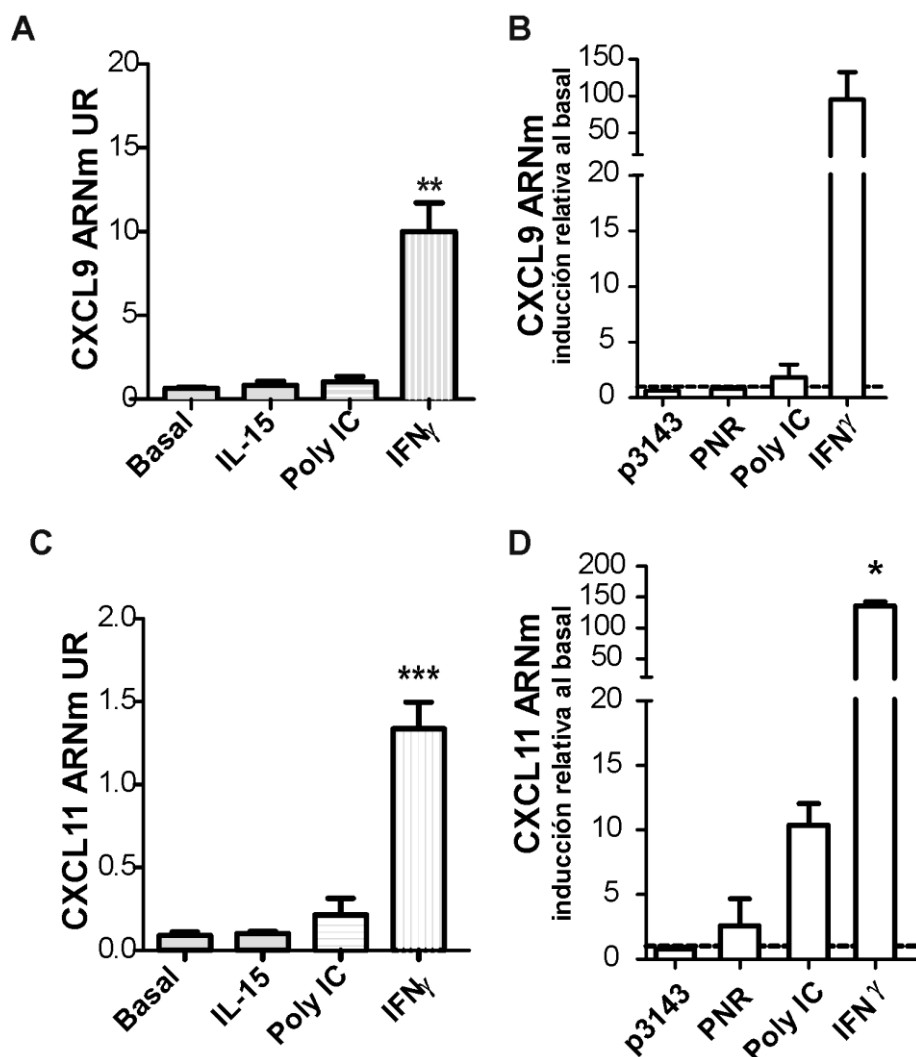 A
CXCL9 ARNm UR
20
15
10
5
0
**
Basal
IL-15
Poly IC
IFNγ
B
CXCL9 ARNm
inducción relativa al basal
150
100
50
20
15
10
5
0
p3143
PNR
Poly IC
IFNγ
C
CXCL11 ARNm UR
2.0
1.5
1.0
0.5
0.0
***
Basal
IL-15
Poly IC
IFNγ
D
CXCL11 ARNm
inducción relativa al basal
200
150
100
50
20
15
10
5
0
*
p3143
PNR
Poly IC
IFNγ